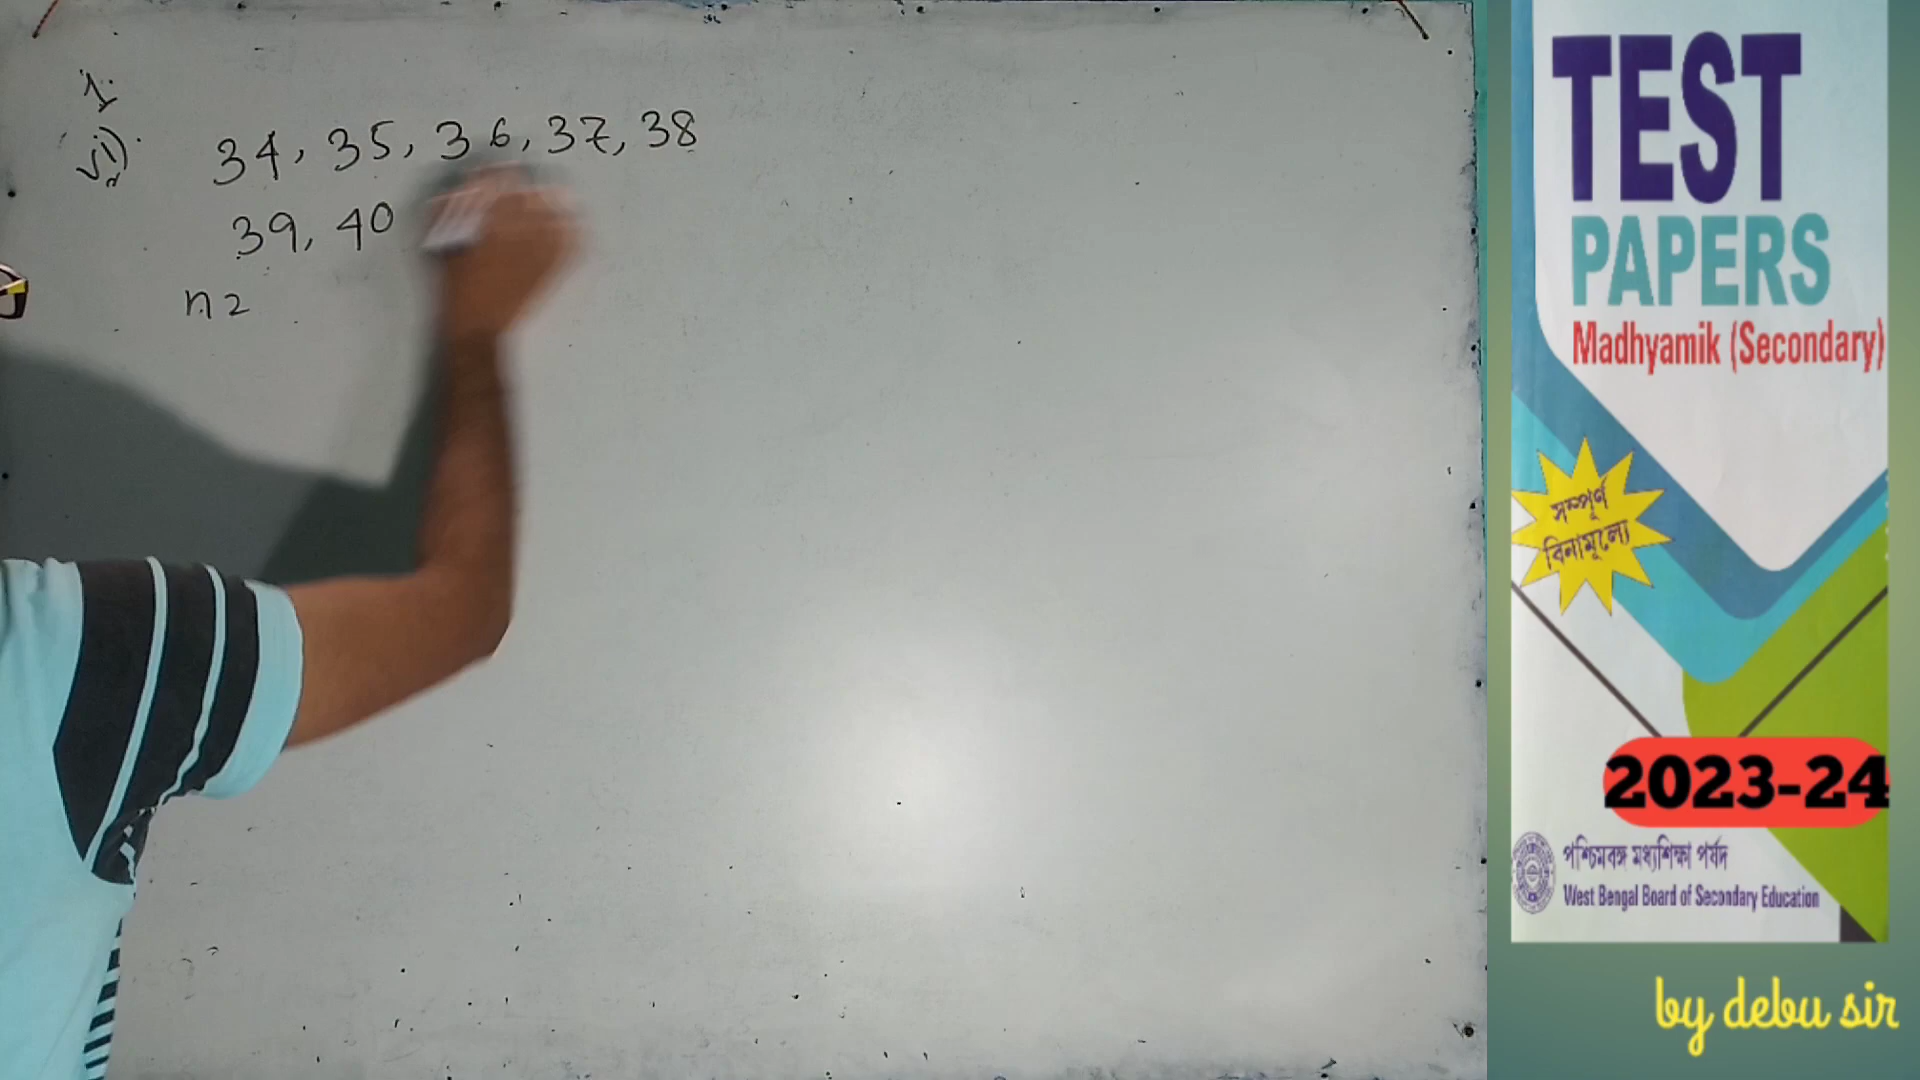 1.
vi)
34, 35, 36, 37, 38
39, 40
n =
TEST
PAPERS
Madhyamik (Secondary)
সম্পূর্ণ
বিনামূল্যে
2023-24
পশ্চিমবঙ্গ মধ্যশিক্ষা পর্ষদ
West Bengal Board of Secondary Education
by debu sir